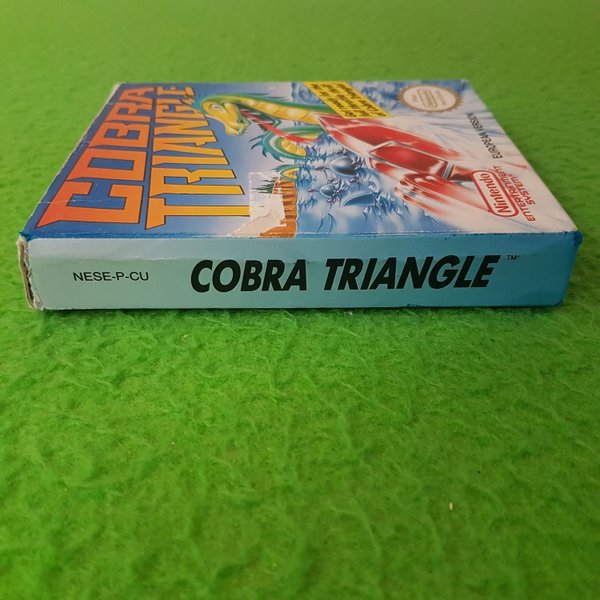 COBRA
TRIANGLE
EUROPEAN VERSION
Nintendo
ENTERTAINMENT
SYSTEM
NESE-P-CU
COBRA TRIANGLE™